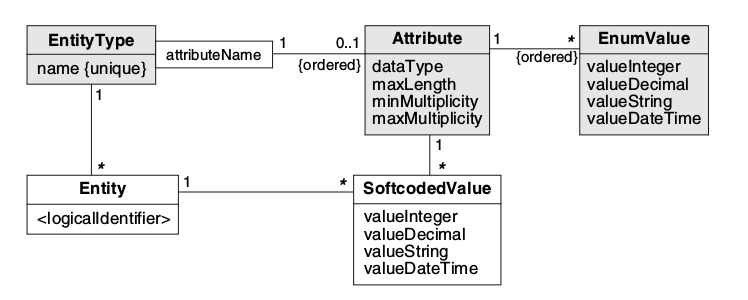 EntityType
name {unique}
attributeName
1
0..1
{ordered}
Attribute
dataType
maxLength
minMultiplicity
maxMultiplicity
1
*
{ordered}
EnumValue
valueInteger
valueDecimal
valueString
valueDateTime
1
*
1
*
Entity
<logicalIdentifier>
1
*
SoftcodedValue
valueInteger
valueDecimal
valueString
valueDateTime